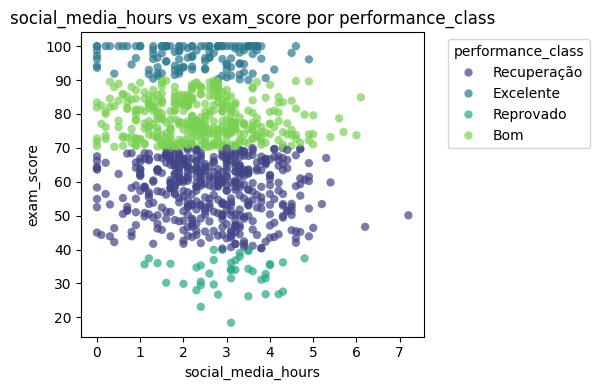 social_media_hours vs exam_score por performance_class
performance_class
Recuperação
Excelente
Reprovado
Bom
exam_score
100
90
80
70
60
50
40
30
20
0 1 2 3 4 5 6 7
social_media_hours